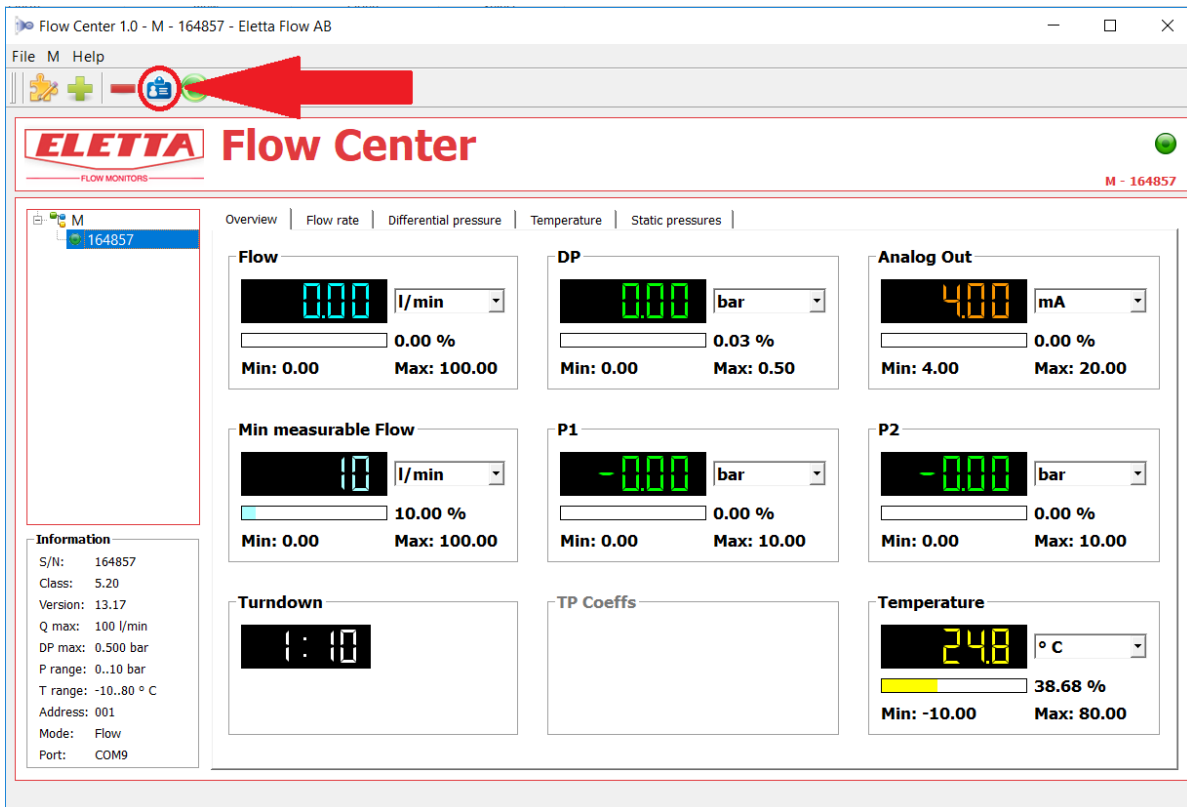 Flow Center 1.0 - M - 164857 - Eletta Flow AB
File M Help
ELETTA
FLOW MONITORS
Flow Center
M - 164857
M
164857
Overview Flow rate Differential pressure Temperature Static pressures
Flow
0.00 l/min
0.00 %
Min: 0.00 Max: 100.00
DP
0.00 bar
0.03 %
Min: 0.00 Max: 0.50
Analog Out
4.00 mA
0.00 %
Min: 4.00 Max: 20.00
Min measurable Flow
10 l/min
10.00 %
Min: 0.00 Max: 100.00
P1
-0.00 bar
0.00 %
Min: 0.00 Max: 10.00
P2
-0.00 bar
0.00 %
Min: 0.00 Max: 10.00
Turndown
1:10
TP Coeffs
Temperature
24.8 ° C
38.68 %
Min: -10.00 Max: 80.00
Information
S/N: 164857
Class: 5.20
Version: 13.17
Q max: 100 l/min
DP max: 0.500 bar
P range: 0..10 bar
T range: -10..80 ° C
Address: 001
Mode: Flow
Port: COM9